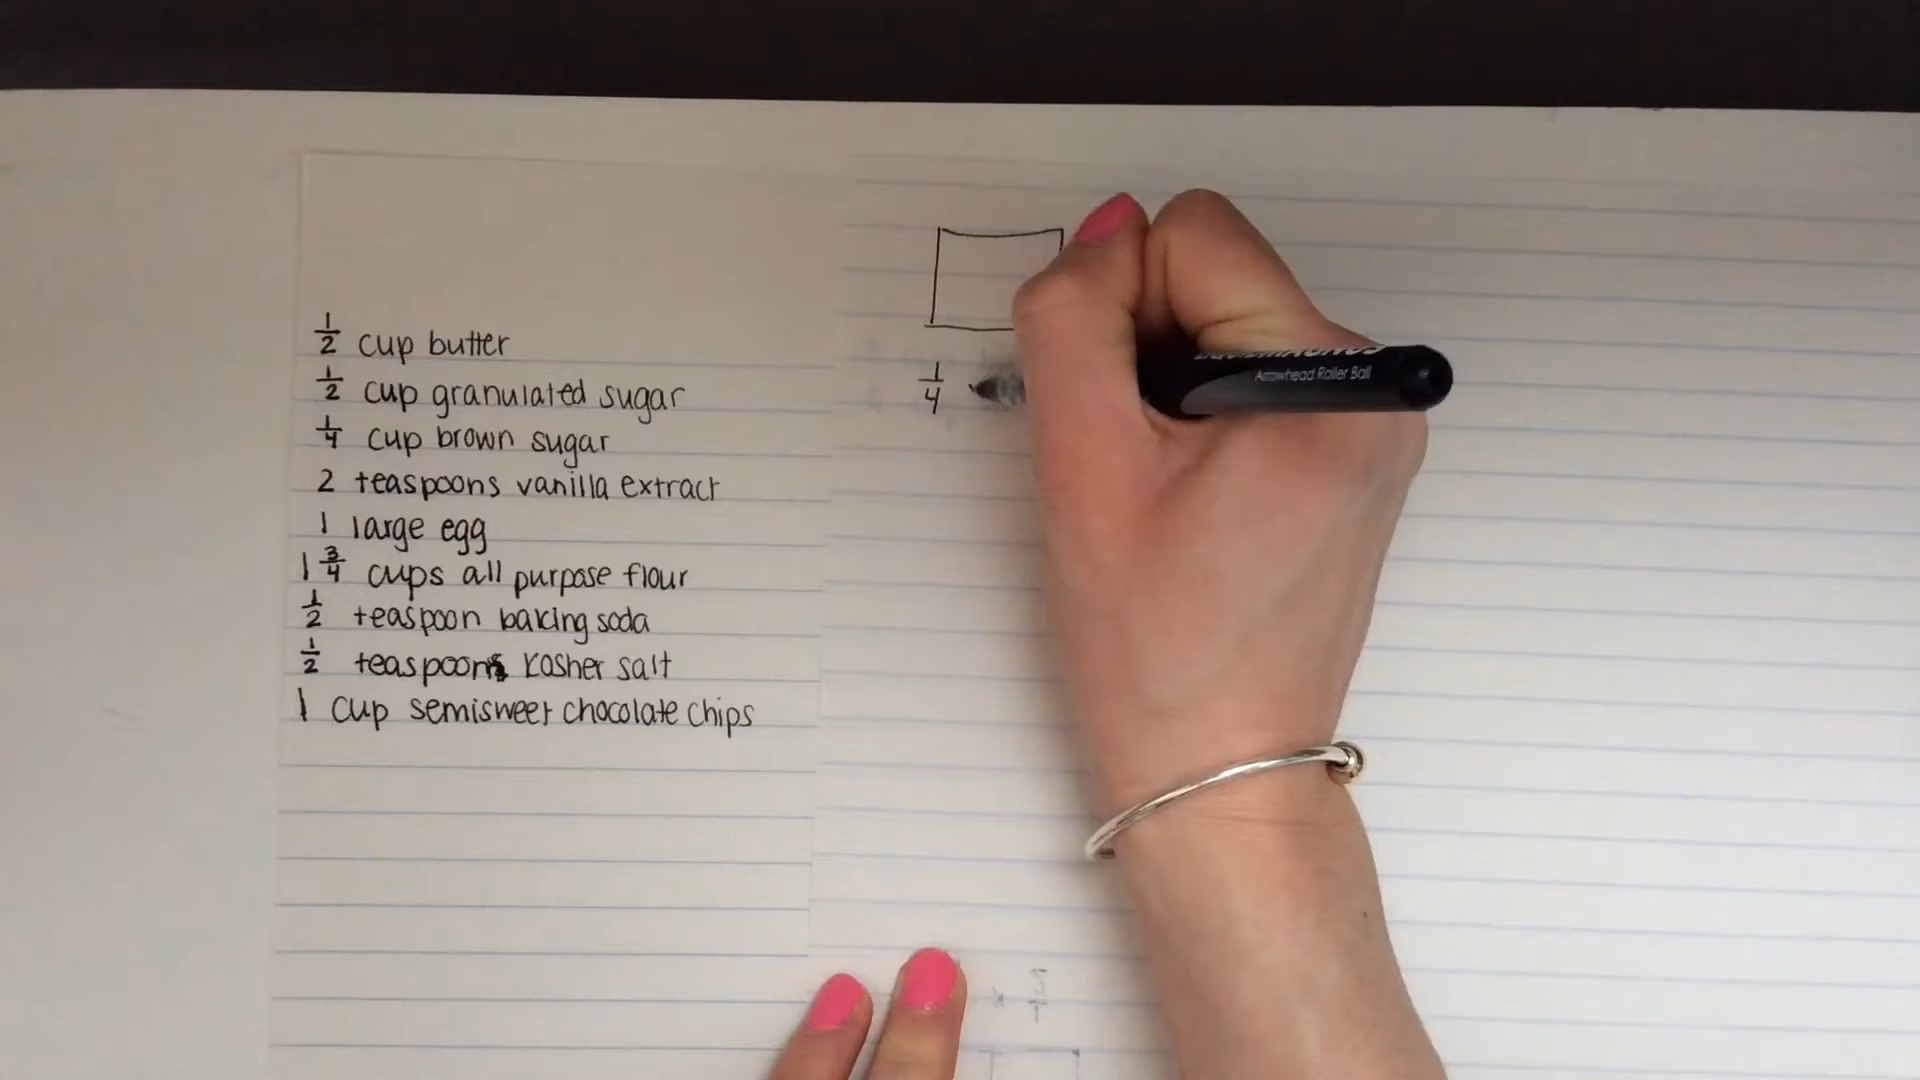 1/2 cup butter
1/2 cup granulated sugar
1/4 cup brown sugar
2 teaspoons vanilla extract
1 large egg
1 3/4 cups all purpose flour
1/2 teaspoon baking soda
1/2 teaspoon kosher salt
1 cup semisweet chocolate chips
1/4
Arrowhead Roller Ball